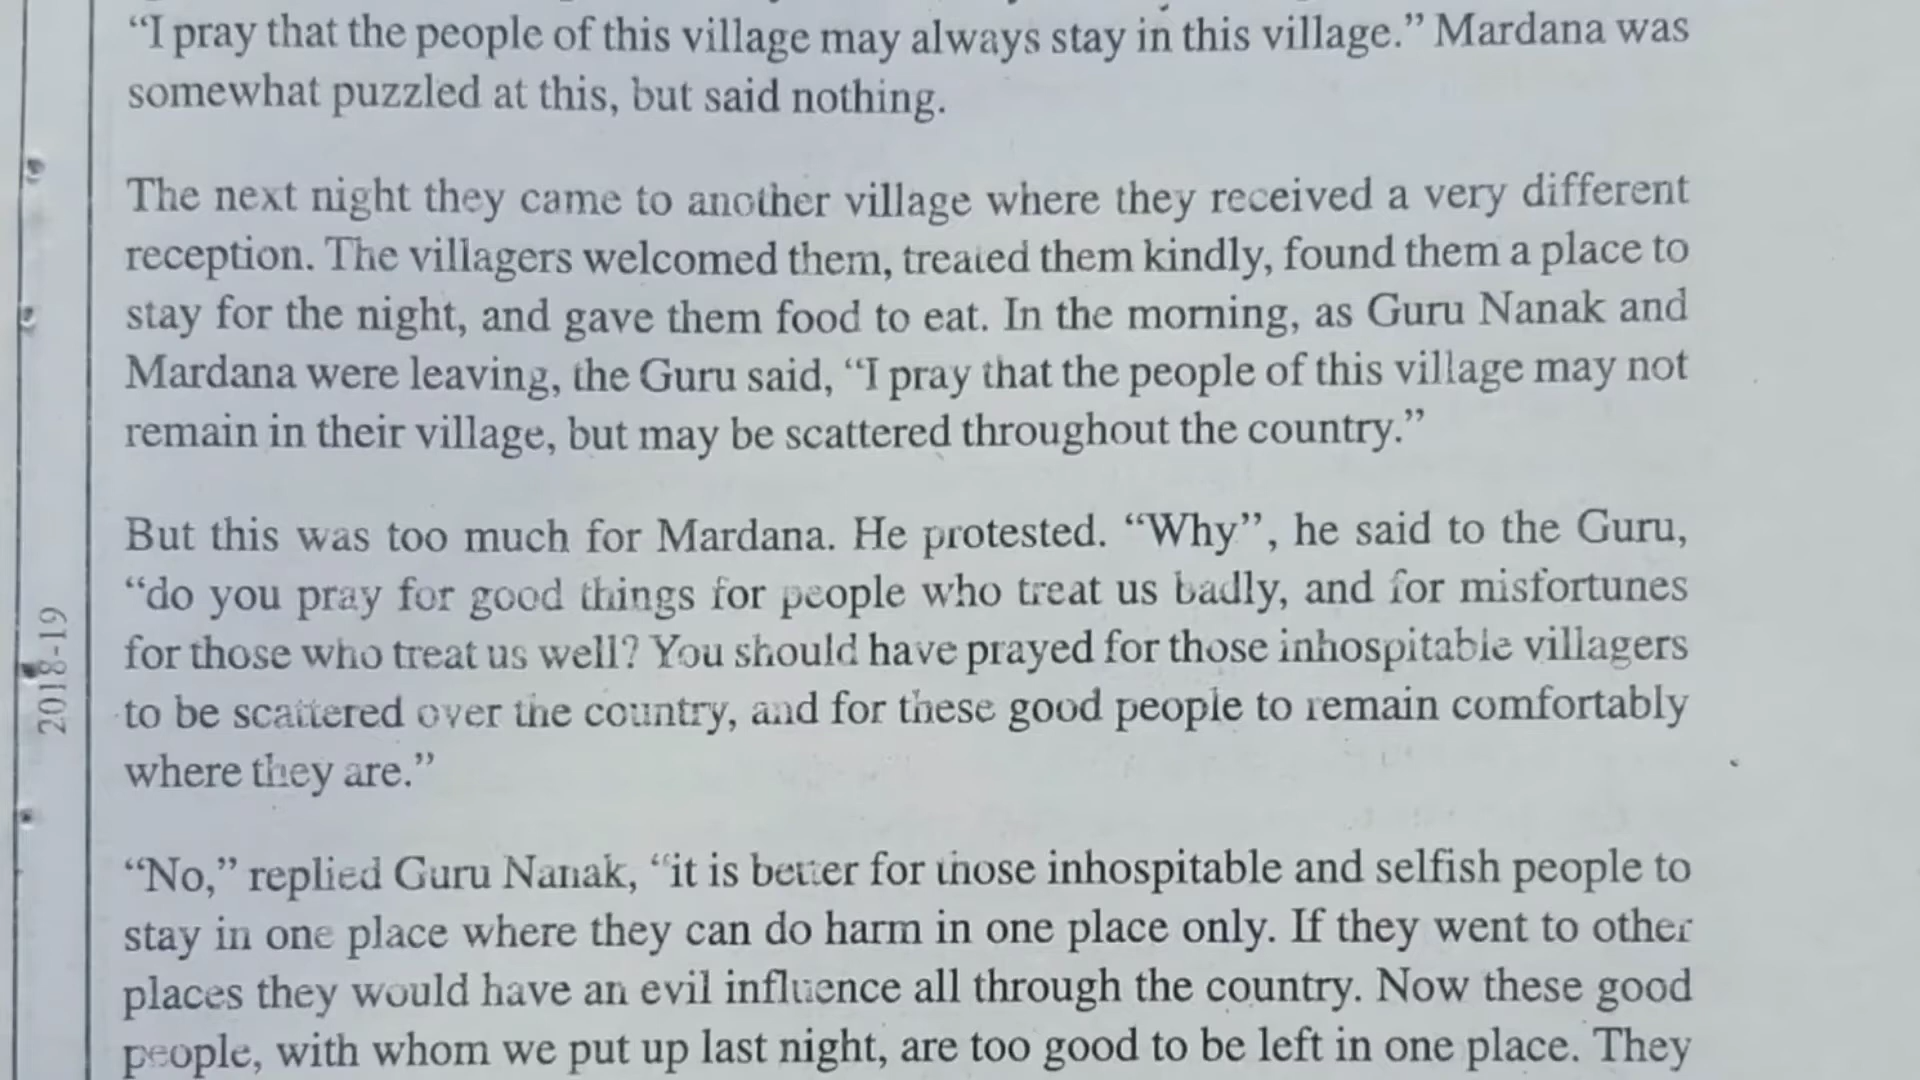 “I pray that the people of this village may always stay in this village.” Mardana was
somewhat puzzled at this, but said nothing.
The next night they came to another village where they received a very different
reception. The villagers welcomed them, treated them kindly, found them a place to
stay for the night, and gave them food to eat. In the morning, as Guru Nanak and
Mardana were leaving, the Guru said, “I pray that the people of this village may not
remain in their village, but may be scattered throughout the country.”
But this was too much for Mardana. He protested. “Why”, he said to the Guru,
“do you pray for good things for people who treat us badly, and for misfortunes
for those who treat us well? You should have prayed for those inhospitable villagers
to be scattered over the country, and for these good people to remain comfortably
where they are.”
“No,” replied Guru Nanak, “it is better for those inhospitable and selfish people to
stay in one place where they can do harm in one place only. If they went to other
places they would have an evil influence all through the country. Now these good
people, with whom we put up last night, are too good to be left in one place. They
2018-19